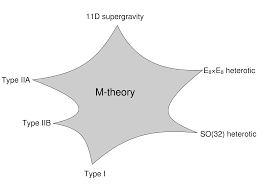 11D supergravity
Type IIA
E₈×E₈ heterotic
M-theory
Type IIB
SO(32) heterotic
Type I